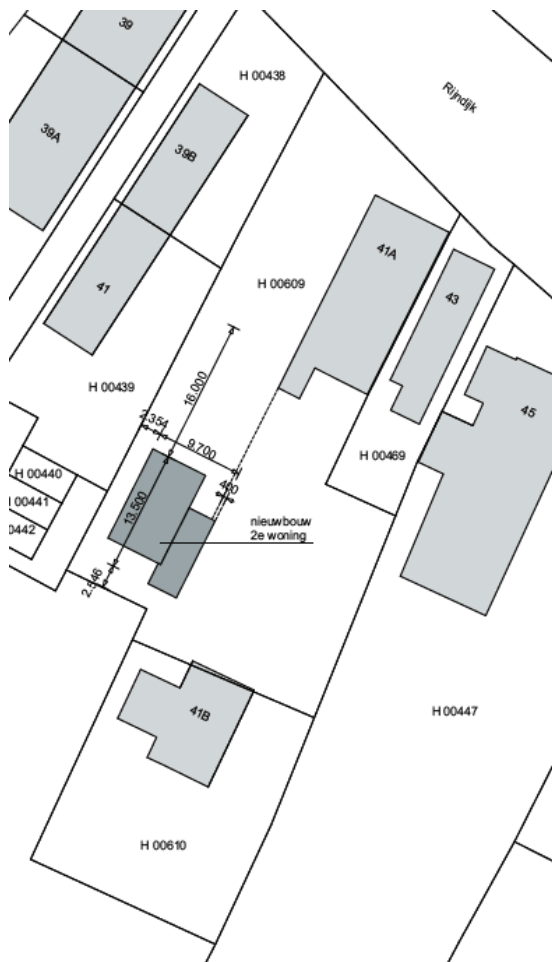 39
H 00438
Rijndijk
39A
39B
41A
H 00609
43
41
16.000
H 00439
2.354
9.700
45
H 00469
H 00440
400
H 00441
13.500
nieuwbouw
2e woning
2.846
41B
H 00447
H 00610